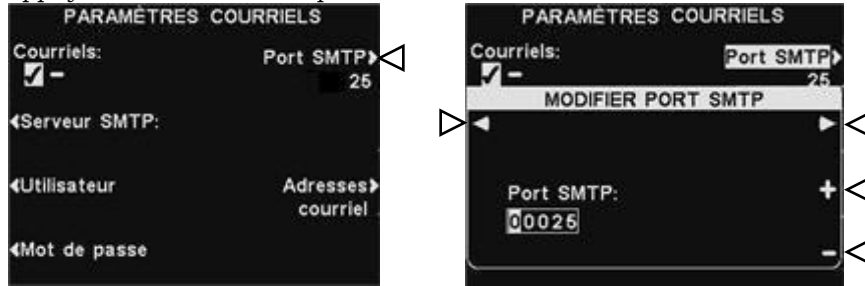 PARAMÈTRES COURRIELS
Courriels:
Port SMTP
25
Serveur SMTP:
Utilisateur
Adresses
courriel
Mot de passe
PARAMÈTRES COURRIELS
Courriels:
Port SMTP
25
MODIFIER PORT SMTP
Port SMTP:
00025
+
-